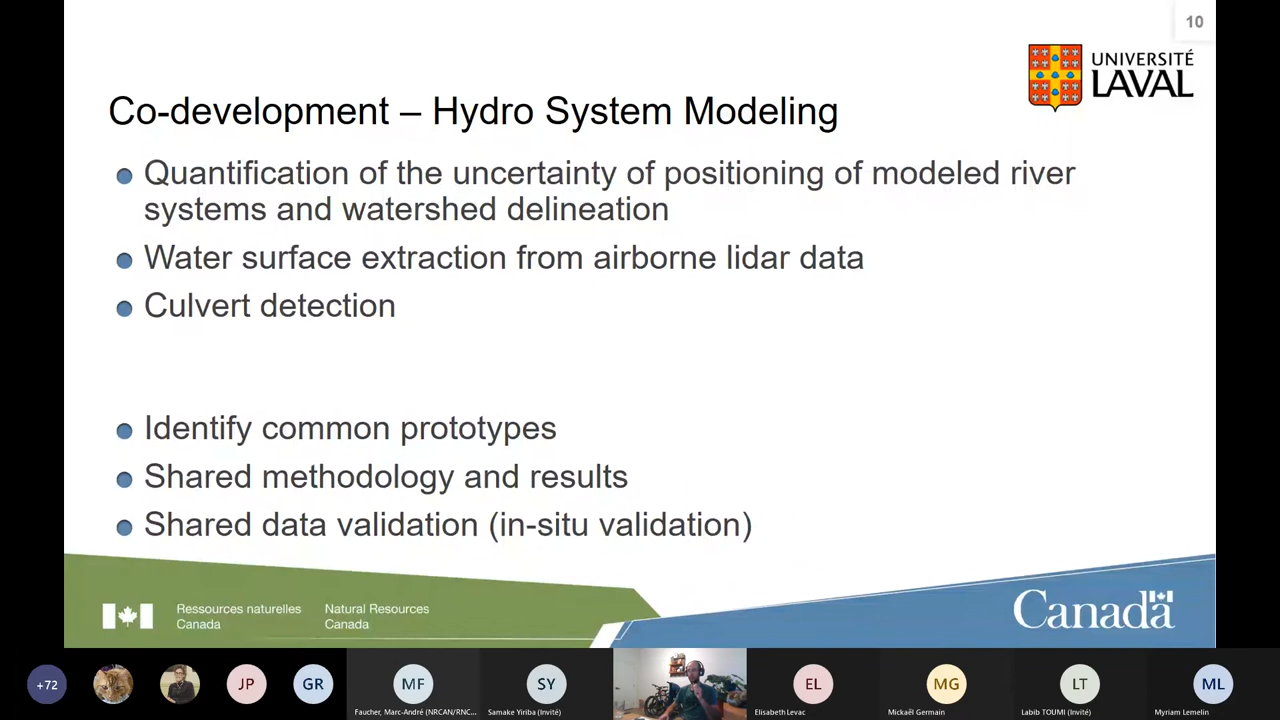 10
UNIVERSITÉ
LAVAL
Co-development – Hydro System Modeling
Quantification of the uncertainty of positioning of modeled river
systems and watershed delineation
Water surface extraction from airborne lidar data
Culvert detection
Identify common prototypes
Shared methodology and results
Shared data validation (in-situ validation)
Ressources naturelles
Canada
Natural Resources
Canada
Canada
+72
JP
GR
MF
SY
EL
MG
LT
ML
Faucher, Marc-André (NRCAN/RNC...
Samake Yiriba (Invité)
Elisabeth Levac
Mickaël Germain
Labib TOUMI (Invité)
Myriam Lemelin